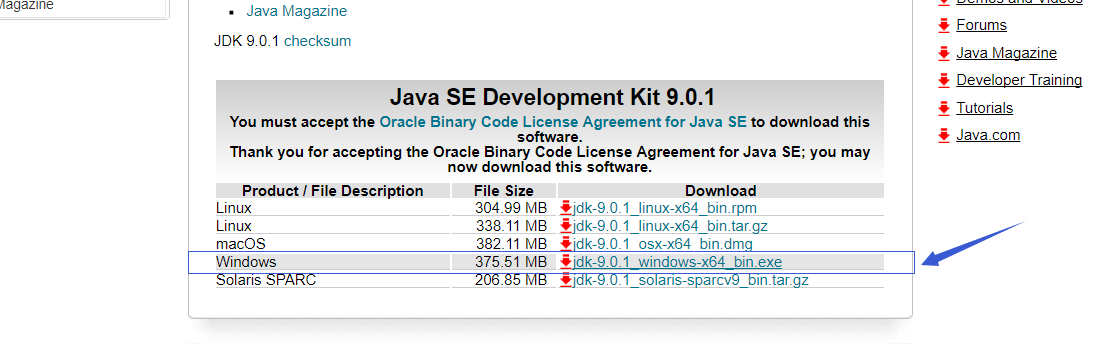 Magazine
Java Magazine
JDK 9.0.1 checksum
Java SE Development Kit 9.0.1
You must accept the Oracle Binary Code License Agreement for Java SE to download this
software.
Thank you for accepting the Oracle Binary Code License Agreement for Java SE; you may
now download this software.
Product / File Description File Size Download
Linux 304.99 MB jdk-9.0.1_linux-x64_bin.rpm
Linux 338.11 MB jdk-9.0.1_linux-x64_bin.tar.gz
macOS 382.11 MB jdk-9.0.1_osx-x64_bin.dmg
Windows 375.51 MB jdk-9.0.1_windows-x64_bin.exe
Solaris SPARC 206.85 MB jdk-9.0.1_solaris-sparcv9_bin.tar.gz
Demos and Videos
Forums
Java Magazine
Developer Training
Tutorials
Java.com